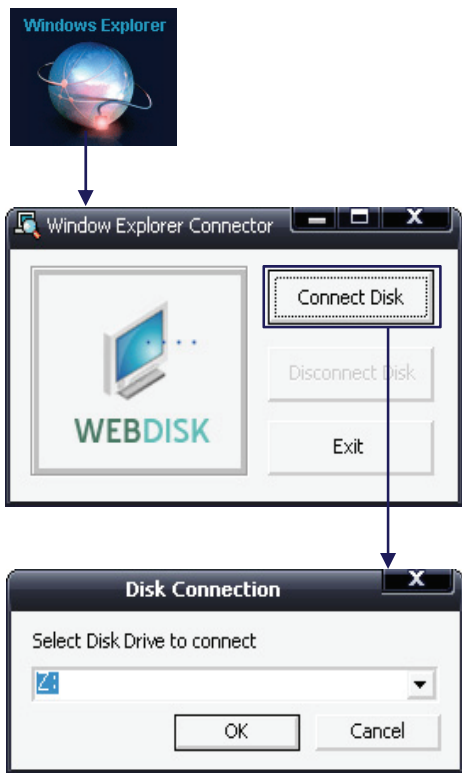 Windows Explorer
Window Explorer Connector
X
Connect Disk
Disconnect Disk
WEBDISK
Exit
Disk Connection
X
Select Disk Drive to connect
Z:
OK
Cancel